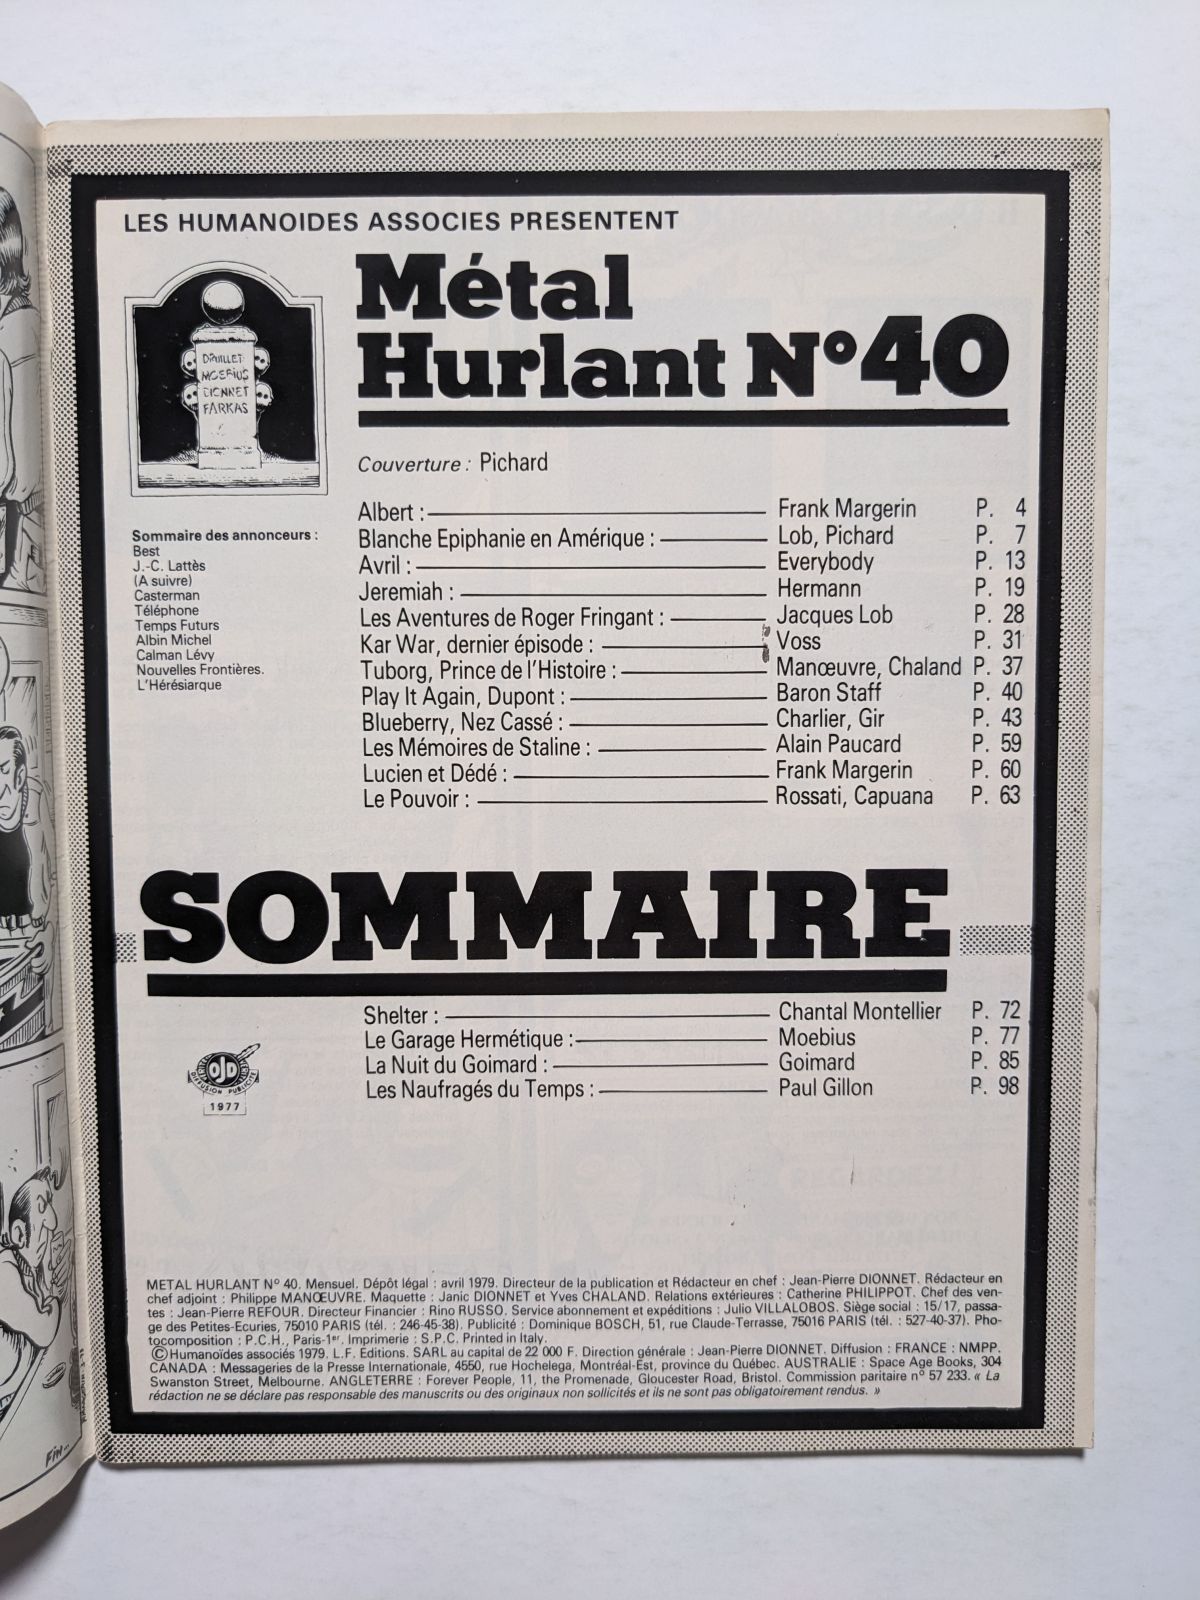 LES HUMANOIDES ASSOCIES PRESENTENT
Métal
Hurlant Nº40
DRUILLET
MOEBIUS
DIONNET
FARKAS
Couverture : Pichard
Albert : Frank Margerin P. 4
Blanche Epiphanie en Amérique : Lob, Pichard P. 7
Avril : Everybody P. 13
Jeremiah : Hermann P. 19
Les Aventures de Roger Fringant : Jacques Lob P. 28
Kar War, dernier épisode : Voss P. 31
Tuborg, Prince de l'Histoire : Manœuvre, Chaland P. 37
Play It Again, Dupont : Baron Staff P. 40
Blueberry, Nez Cassé : Charlier, Gir P. 43
Les Mémoires de Staline : Alain Paucard P. 59
Lucien et Dédé : Frank Margerin P. 60
Le Pouvoir : Rossati, Capuana P. 63
Sommaire des annonceurs :
Best
J.-C. Lattès
(A suivre)
Casterman
Téléphone
Temps Futurs
Albin Michel
Calman Lévy
Nouvelles Frontières.
L'Hérésiarque
SOMMAIRE
Shelter : Chantal Montellier P. 72
Le Garage Hermétique : Moebius P. 77
La Nuit du Goimard : Goimard P. 85
Les Naufragés du Temps : Paul Gillon P. 98
OJD
DIFFUSION PUBLICITE
1977
METAL HURLANT Nº 40. Mensuel. Dépôt légal : avril 1979. Directeur de la publication et Rédacteur en chef : Jean-Pierre DIONNET. Rédacteur en
chef adjoint : Philippe MANŒUVRE. Maquette : Janic DIONNET et Yves CHALAND. Relations extérieures : Catherine PHILIPPOT. Chef des ven-
tes : Jean-Pierre REFOUR. Directeur Financier : Rino RUSSO. Service abonnement et expéditions : Julio VILLALOBOS. Siège social : 15/17, passa-
ge des Petites-Ecuries, 75010 PARIS (tél. : 246-45-38). Publicité : Dominique BOSCH, 51, rue Claude-Terrasse, 75016 PARIS (tél. : 527-40-37). Pho-
tocomposition : P.C.H., Paris-1er. Imprimerie : S.P.C. Printed in Italy.
©Humanoïdes associés 1979. L.F. Editions. SARL au capital de 22 000 F. Direction générale : Jean-Pierre DIONNET. Diffusion : FRANCE : NMPP.
CANADA : Messageries de la Presse Internationale, 4550, rue Hochelega, Montréal-Est, province du Québec. AUSTRALIE : Space Age Books, 304
Swanston Street, Melbourne. ANGLETERRE : Forever People, 11, the Promenade, Gloucester Road, Bristol. Commission paritaire nº 57 233. « La
rédaction ne se déclare pas responsable des manuscrits ou des originaux non sollicités et ils ne sont pas obligatoirement rendus. »
FIN...